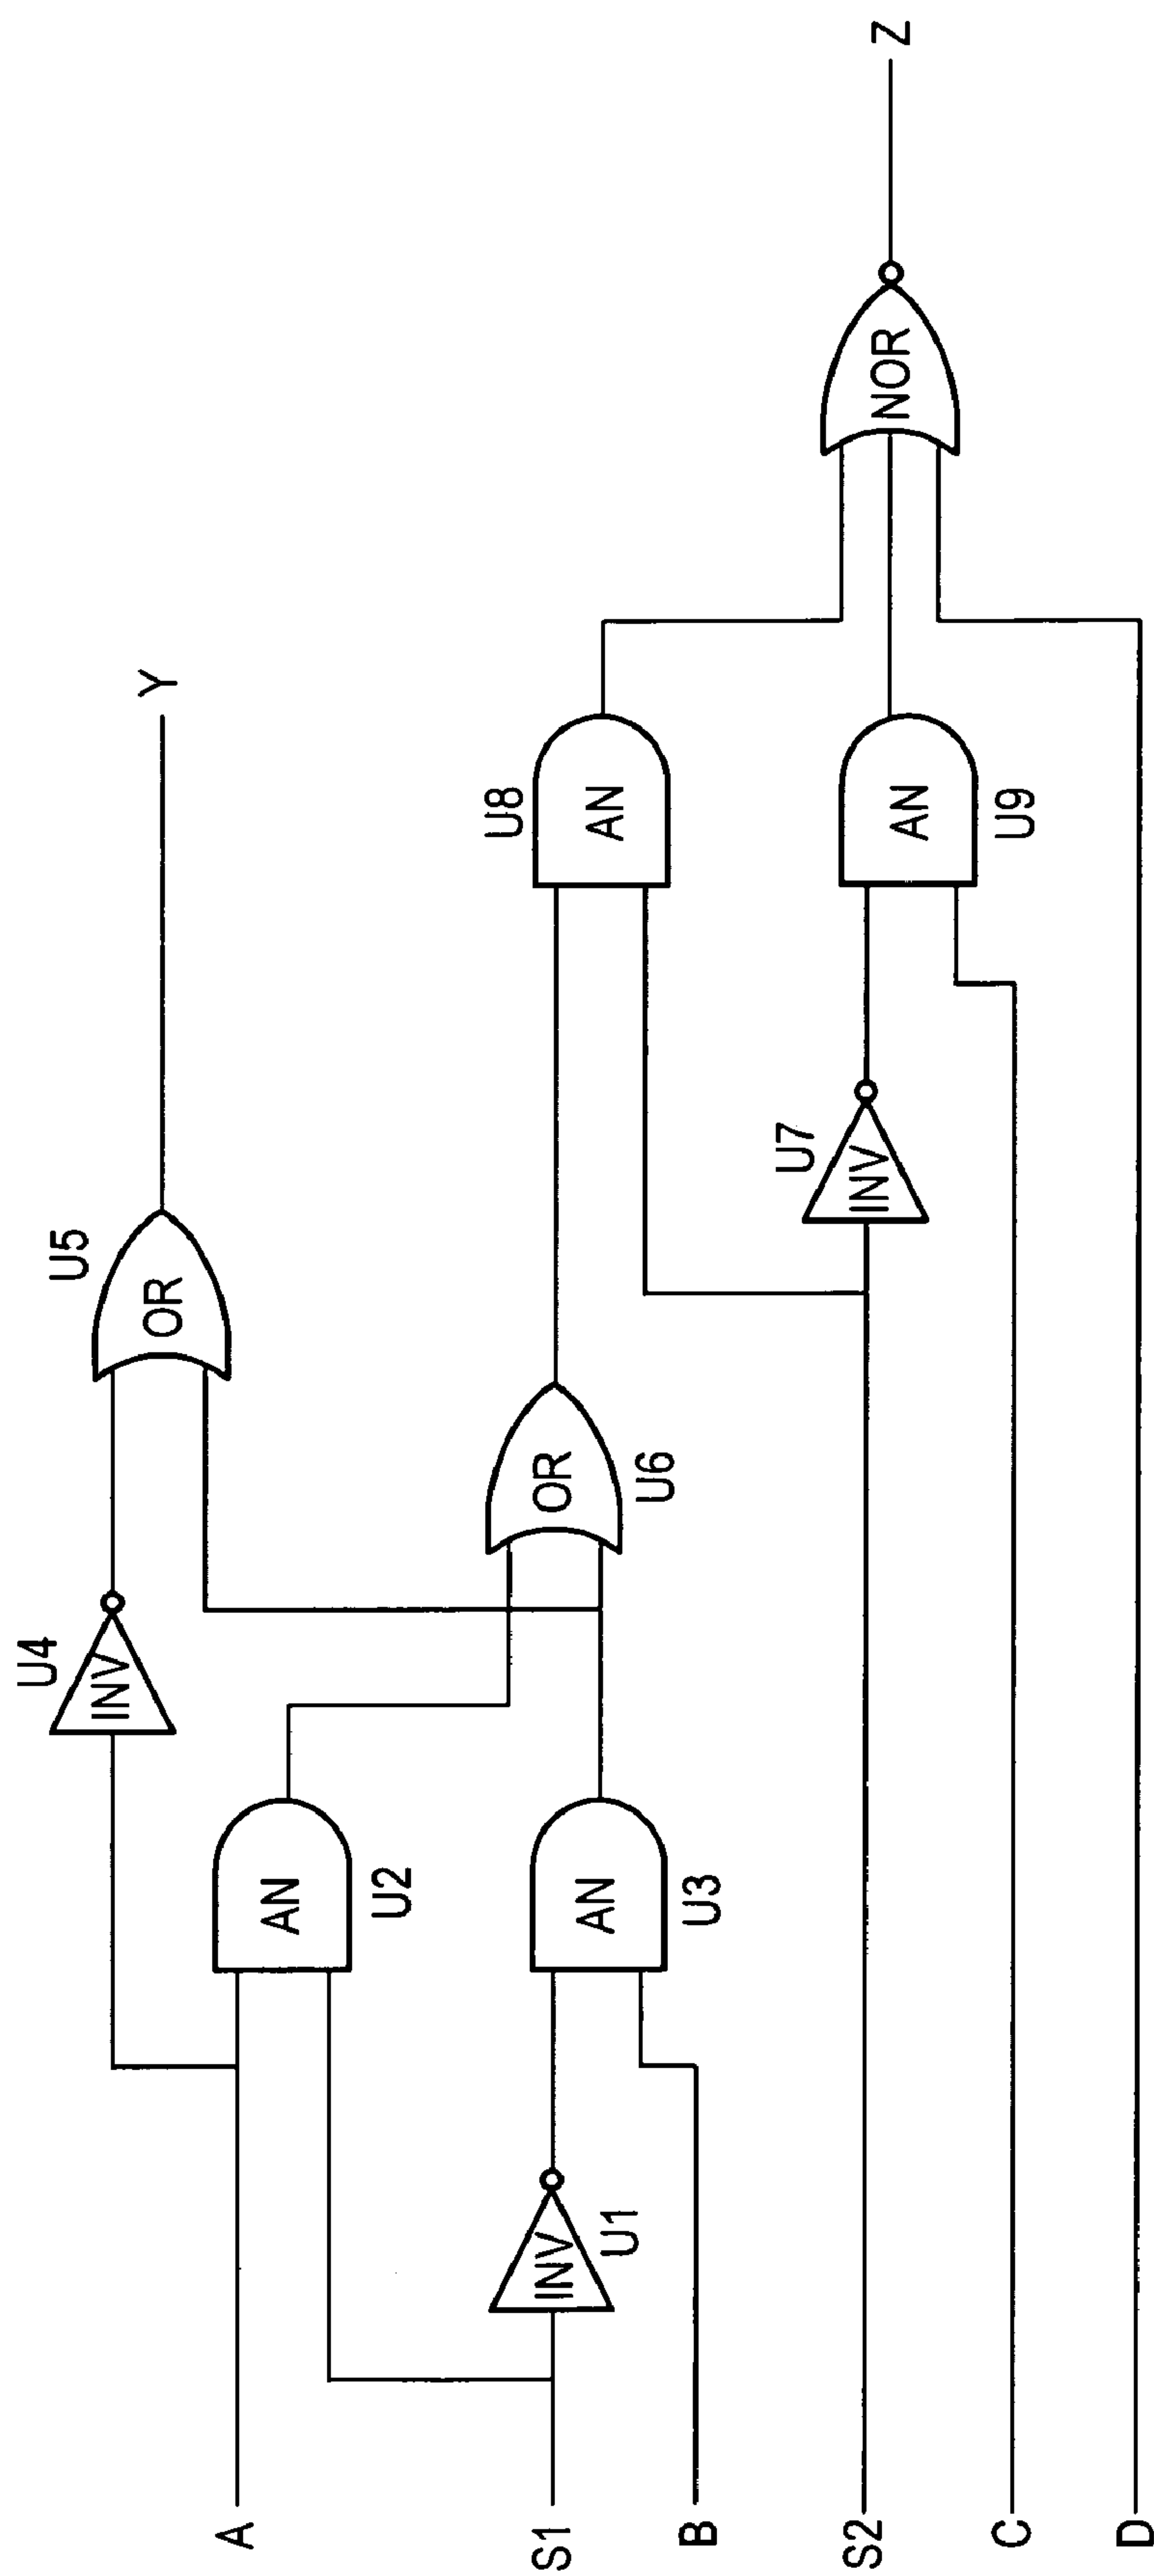 A
S1
B
S2
C
D
INV
U1
AN
U2
AN
U3
INV
U4
OR
U5
OR
U6
INV
U7
AN
U8
AN
U9
NOR
Y
Z